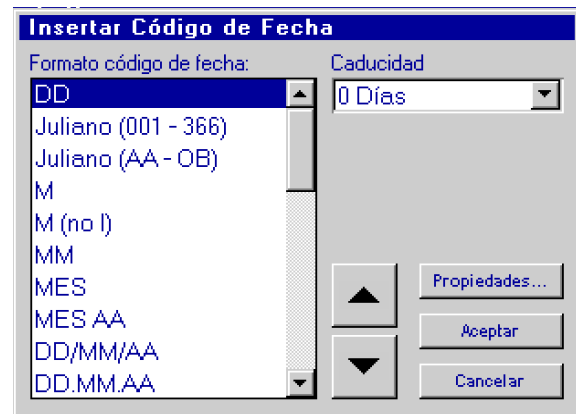 Insertar Código de Fecha
Formato código de fecha:
DD
Juliano (001 - 366)
Juliano (AA - OB)
M
M (no I)
MM
MES
MES AA
DD/MM/AA
DD.MM.AA
Caducidad
0 Días
Propiedades...
Aceptar
Cancelar